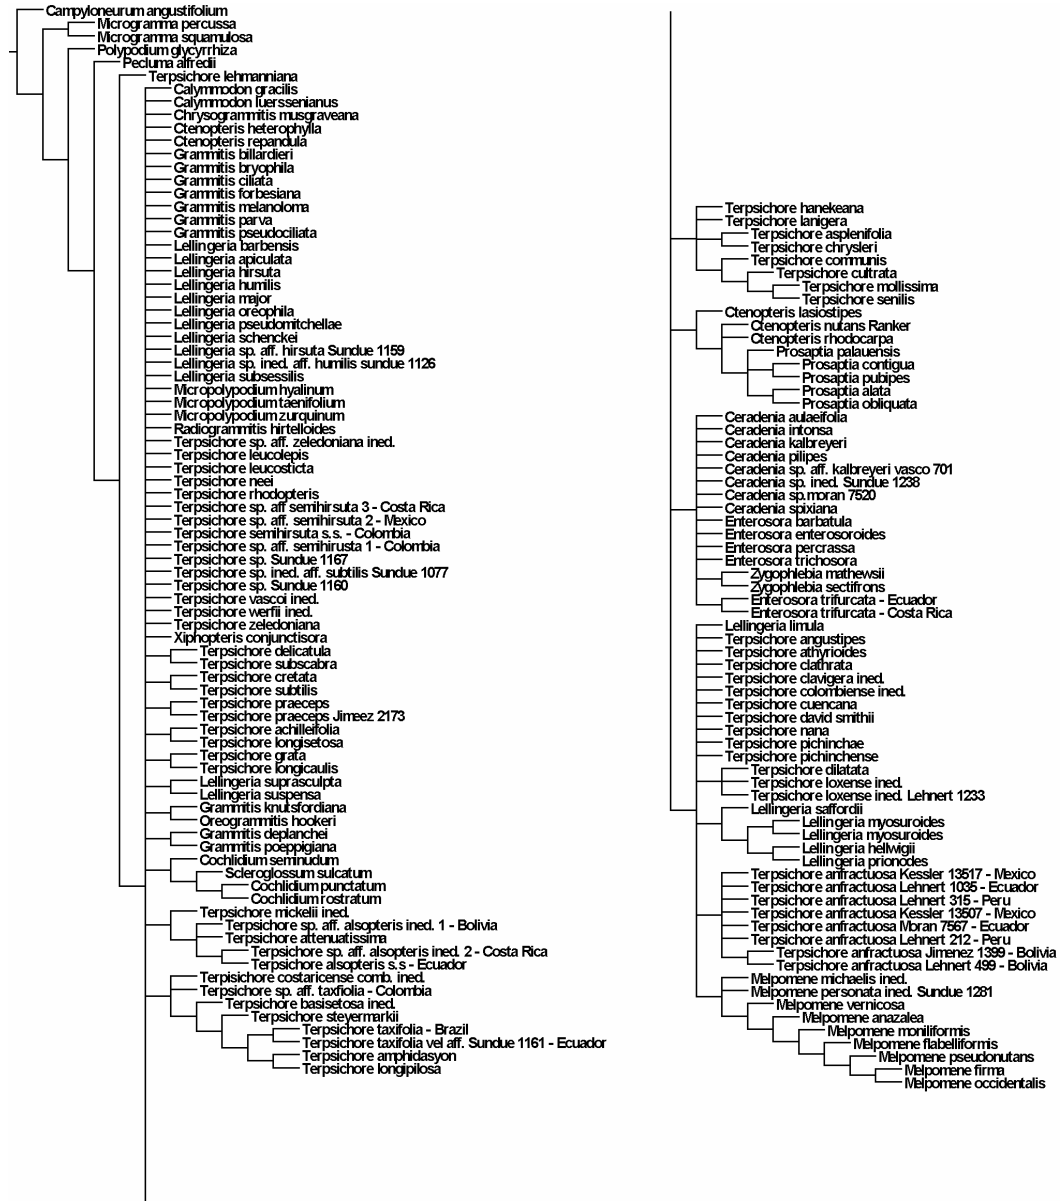 Campyloneurum angustifolium
Microgramma percussa
Microgramma squamulosa
Polypodium glycyrrhiza
Pecluma alfredii
Terpsichore lehmanniana
Calymmodon gracilis
Calymmodon luerssenianus
Chrysogrammitis musgraveana
Ctenopteris heterophylla
Ctenopteris repandula
Grammitis billardieri
Grammitis bryophila
Grammitis ciliata
Grammitis forbesiana
Grammitis melanoloma
Grammitis parva
Grammitis pseudociliata
Lellingeria barbensis
Lellingeria apiculata
Lellingeria hirsuta
Lellingeria humilis
Lellingeria major
Lellingeria oreophila
Lellingeria pseudomitchellae
Lellingeria schenckei
Lellingeria sp. aff. hirsuta Sundue 1159
Lellingeria sp. ined. aff. humilis sundue 1126
Lellingeria subsessilis
Micropolypodium hyalinum
Micropolypodium taenifolium
Micropolypodium zurquinum
Radiogrammitis hirtelloides
Terpsichore sp. aff. zeledoniana ined.
Terpsichore leucolepis
Terpsichore leucosticta
Terpsichore neei
Terpsichore rhodopteris
Terpsichore sp. aff semihirsuta 3 - Costa Rica
Terpsichore sp. aff. semihirsuta 2 - Mexico
Terpsichore semihirsuta s.s. - Colombia
Terpsichore sp. aff. semihirusta 1 - Colombia
Terpsichore sp. Sundue 1167
Terpsichore sp. ined. aff. subtilis Sundue 1077
Terpsichore sp. Sundue 1160
Terpsichore vascoi ined.
Terpsichore werfii ined.
Terpsichore zeledoniana
Xiphopteris conjunctisora
Terpsichore delicatula
Terpsichore subscabra
Terpsichore cretata
Terpsichore subtilis
Terpsichore praeceps
Terpsichore praeceps Jimeez 2173
Terpsichore achilleifolia
Terpsichore longisetosa
Terpsichore grata
Terpsichore longicaulis
Lellingeria suprasculpta
Lellingeria suspensa
Grammitis knutsfordiana
Oreogrammitis hookeri
Grammitis deplanchei
Grammitis poeppigiana
Cochlidium seminudum
Scleroglossum sulcatum
Cochlidium punctatum
Cochlidium rostratum
Terpsichore mickelii ined.
Terpsichore sp. aff. alsopteris ined. 1 - Bolivia
Terpsichore attenuatissima
Terpsichore sp. aff. alsopteris ined. 2 - Costa Rica
Terpsichore alsopteris s.s - Ecuador
Terpisichore costaricense comb. ined.
Terpsichore sp. aff. taxfiolia - Colombia
Terpsichore basisetosa ined.
Terpsichore steyermarkii
Terpsichore taxifolia - Brazil
Terpsichore taxifolia vel aff. Sundue 1161 - Ecuador
Terpsichore amphidasyon
Terpsichore longipilosa
Terpsichore hanekeana
Terpsichore lanigera
Terpsichore asplenifolia
Terpsichore chrysleri
Terpsichore communis
Terpsichore cultrata
Terpsichore mollissima
Terpsichore senilis
Ctenopteris lasiostipes
Ctenopteris nutans Ranker
Ctenopteris rhodocarpa
Prosaptia palauensis
Prosaptia contigua
Prosaptia pubipes
Prosaptia alata
Prosaptia obliquata
Ceradenia aulaeifolia
Ceradenia intonsa
Ceradenia kalbreyeri
Ceradenia pilipes
Ceradenia sp. aff. kalbreyeri vasco 701
Ceradenia sp. ined. Sundue 1238
Ceradenia sp.moran 7520
Ceradenia spixiana
Enterosora barbatula
Enterosora enterosoroides
Enterosora percrassa
Enterosora trichosora
Zygophlebia mathewsii
Zygophlebia sectifrons
Enterosora trifurcata - Ecuador
Enterosora trifurcata - Costa Rica
Lellingeria limula
Terpsichore angustipes
Terpsichore athyrioides
Terpsichore clathrata
Terpsichore clavigera ined.
Terpsichore colombiense ined.
Terpsichore cuencana
Terpsichore david smithii
Terpsichore nana
Terpsichore pichinchae
Terpsichore pichinchense
Terpsichore dilatata
Terpsichore loxense ined.
Terpsichore loxense ined. Lehnert 1233
Lellingeria saffordii
Lellingeria myosuroides
Lellingeria myosuroides
Lellingeria hellwigii
Lellingeria prionodes
Terpsichore anfractuosa Kessler 13517 - Mexico
Terpsichore anfractuosa Lehnert 1035 - Ecuador
Terpsichore anfractuosa Lehnert 315 - Peru
Terpsichore anfractuosa Kessler 13507 - Mexico
Terpsichore anfractuosa Moran 7567 - Ecuador
Terpsichore anfractuosa Lehnert 212 - Peru
Terpsichore anfractuosa Jimenez 1399 - Bolivia
Terpsichore anfractuosa Lehnert 499 - Bolivia
Melpomene michaelis ined.
Melpomene personata ined. Sundue 1281
Melpomene vernicosa
Melpomene anazalea
Melpomene moniliformis
Melpomene flabelliformis
Melpomene pseudonutans
Melpomene firma
Melpomene occidentalis